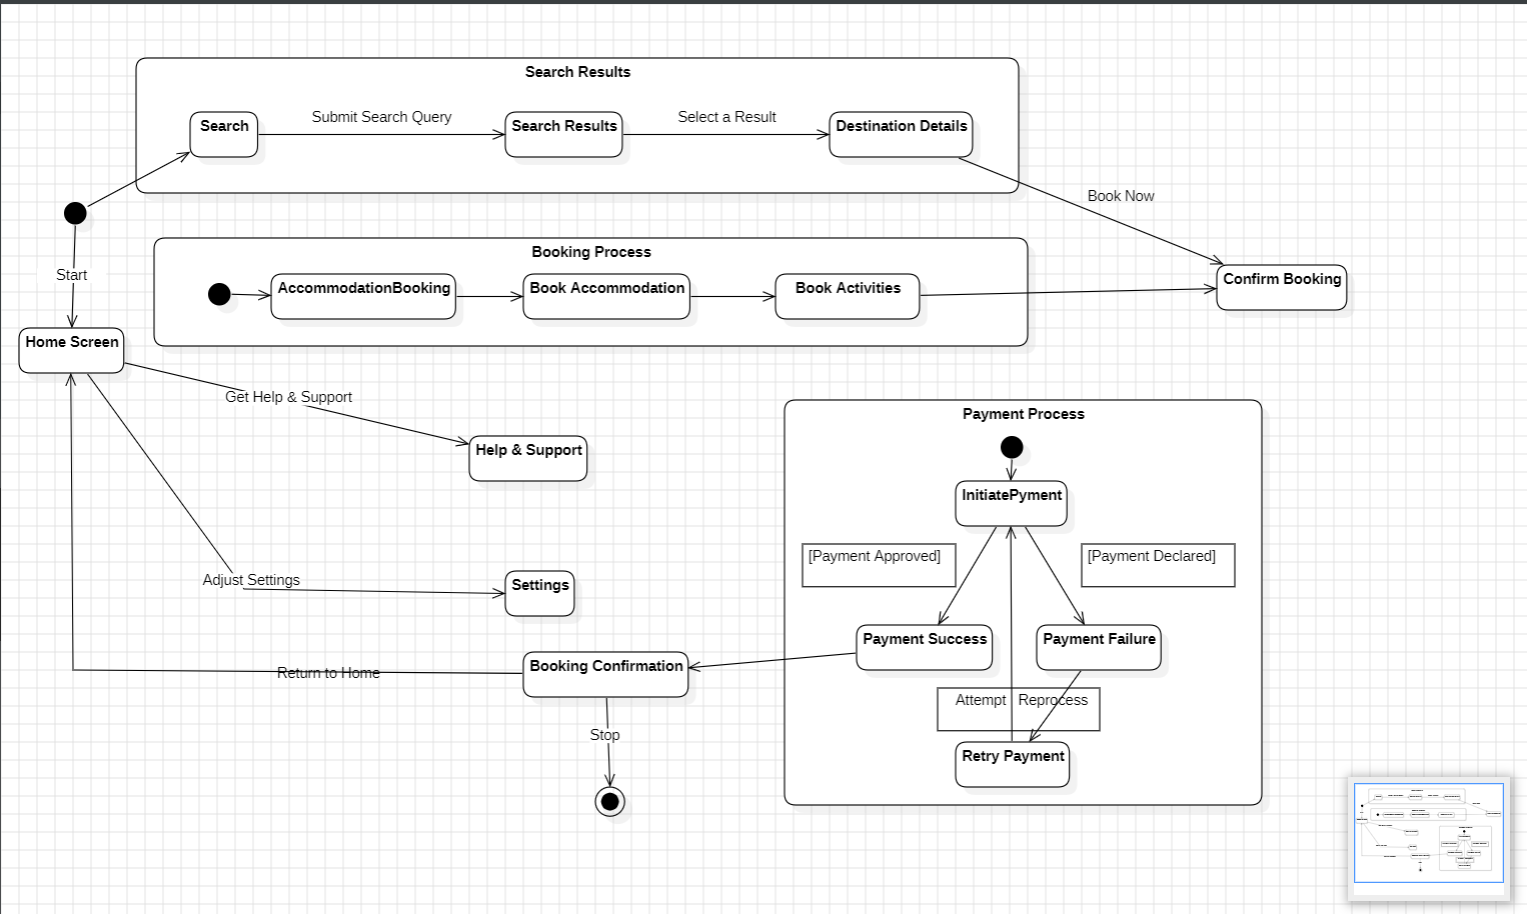 Search Results
Search
Submit Search Query
Search Results
Select a Result
Destination Details
Book Now
Start
Booking Process
AccommodationBooking
Book Accommodation
Book Activities
Confirm Booking
Home Screen
Get Help & Support
Help & Support
Payment Process
InitiatePyment
[Payment Approved]
[Payment Declared]
Adjust Settings
Settings
Payment Success
Payment Failure
Booking Confirmation
Return to Home
Attempt
Reprocess
Stop
Retry Payment